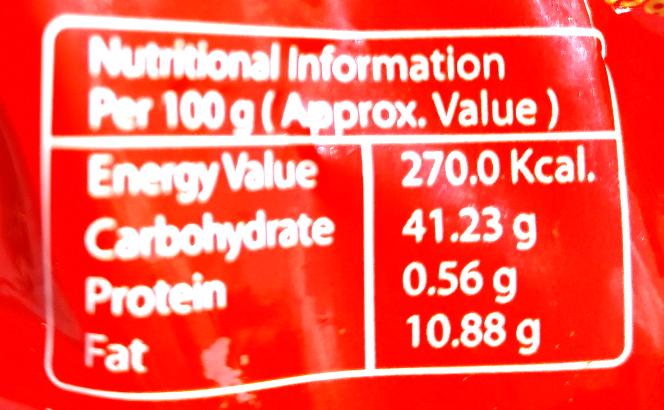 Nutritional Information
Per 100 g ( Approx. Value )
Energy Value 270.0 Kcal.
Carbohydrate 41.23 g
Protein 0.56 g
Fat 10.88 g